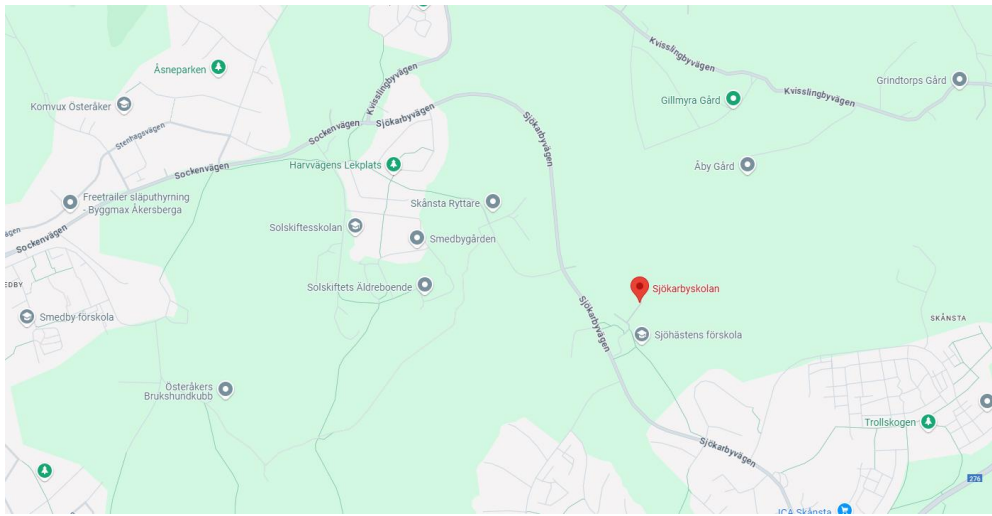 Kvisslingbyvägen
Åsneparken
Grindtorps Gård
Komvux Österåker
Kvisslingbyvägen
Gillmyra Gård
Kvisslingbyvägen
Sjökarbyvägen
Stenhagsvägen
Sockenvägen
Sjökarbyvägen
Harvvägens Lekplats
Åby Gård
Sockenvägen
Freetrailer släputhyrning
- Byggmax Åkersberga
Skånsta Ryttare
Solskiftesskolan
Smedbygården
Sockenvägen
Solskiftets Äldreboende
Sjökarbyskolan
Smedby förskola
Sjökarbyvägen
SKÅNSTA
Sjöhästens förskola
Österåkers
Brukshundkubb
Trollskogen
Sjökarbyvägen
276
ICA Skånsta